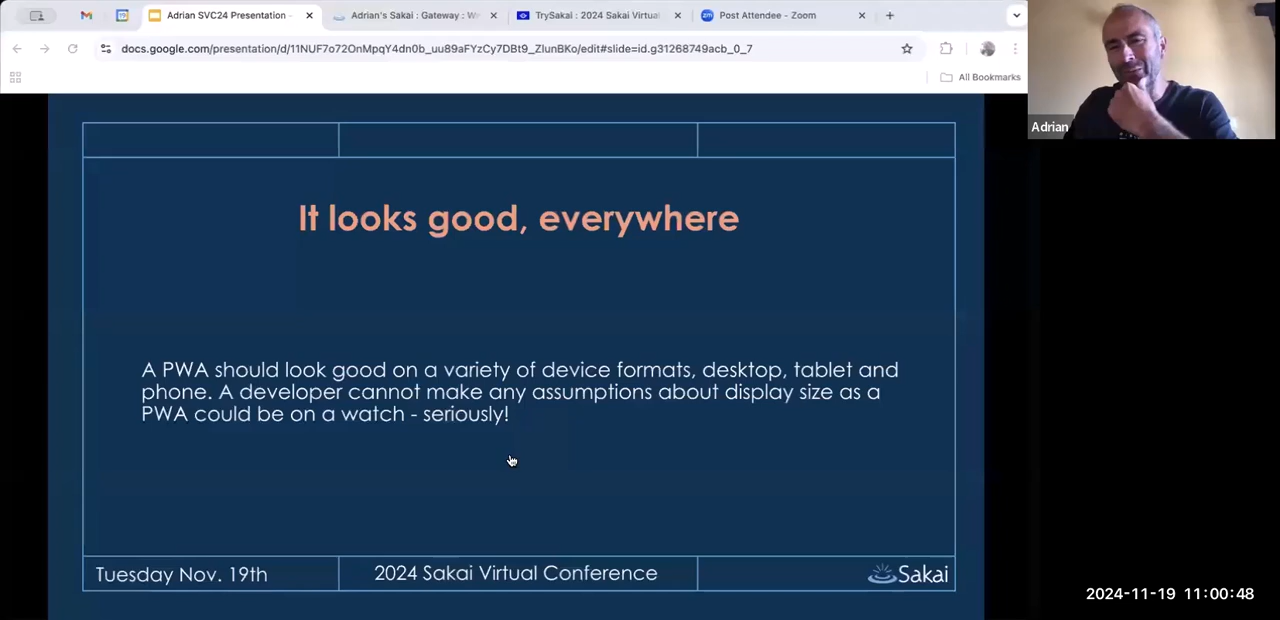 Adrian SVC24 Presentation -
Adrian's Sakai : Gateway : We
TrySakai : 2024 Sakai Virtual
Post Attendee - Zoom
docs.google.com/presentation/d/11NUF7o72OnMpqY4dn0b_uu89aFYzCy7DBt9_ZlunBKo/edit#slide=id.g31268749acb_0_7
All Bookmarks
Adrian
It looks good, everywhere
A PWA should look good on a variety of device formats, desktop, tablet and
phone. A developer cannot make any assumptions about display size as a
PWA could be on a watch - seriously!
Tuesday Nov. 19th
2024 Sakai Virtual Conference
Sakai
2024-11-19 11:00:48